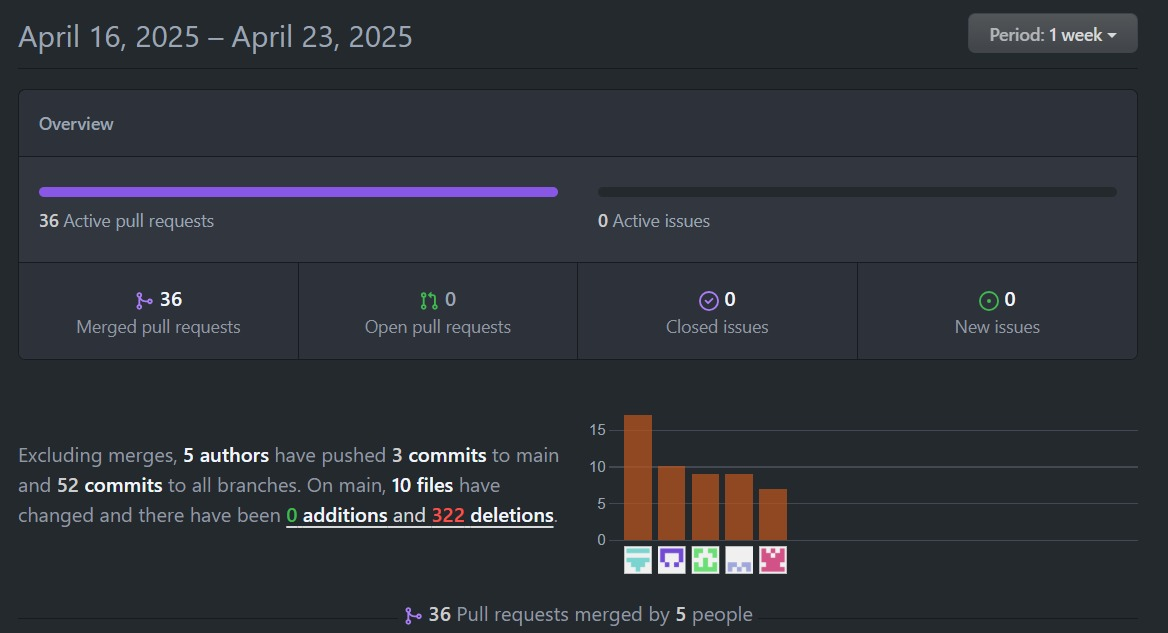 April 16, 2025 – April 23, 2025
Period: 1 week
Overview
36 Active pull requests
0 Active issues
36
Merged pull requests
0
Open pull requests
0
Closed issues
0
New issues
Excluding merges, 5 authors have pushed 3 commits to main
and 52 commits to all branches. On main, 10 files have
changed and there have been 0 additions and 322 deletions.
15
10
5
0
36 Pull requests merged by 5 people